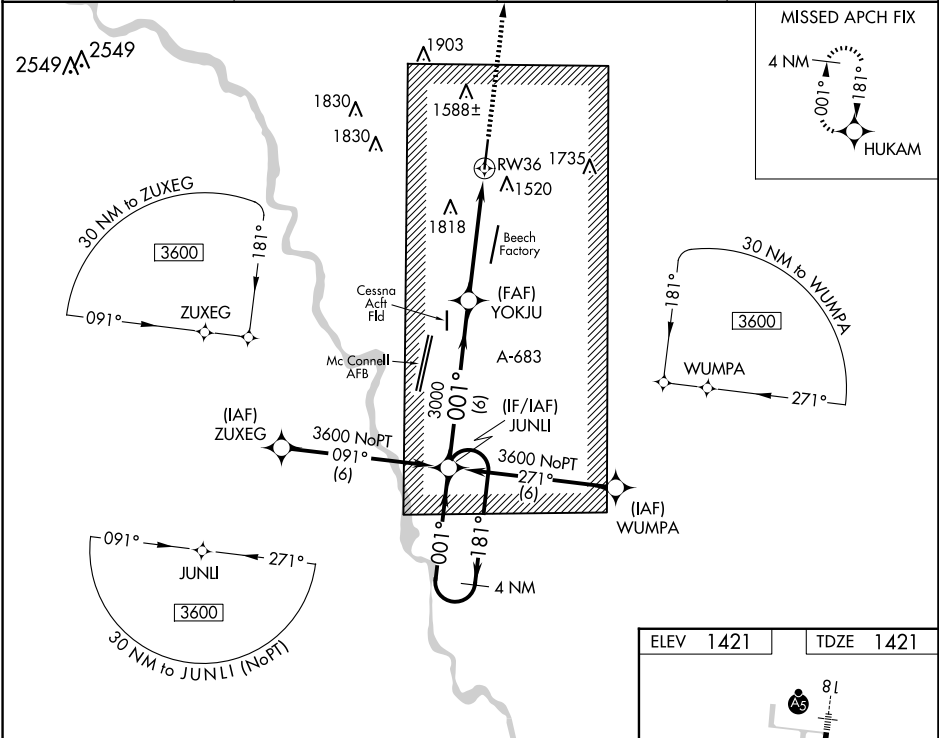 MISSED APCH FIX
4 NM
001°
181°
HUKAM
2549
2549
1903
1830
1588±
1830
RW36
1735
1520
1818
Beech
Factory
30 NM to ZUXEG
3600
181°
091°
ZUXEG
30 NM to WUMPA
181°
3600
WUMPA
271°
Cessna
Acft
Fld
(FAF)
YOKJU
Mc Connell
AFB
A-683
3000
001°
(6)
(IF/IAF)
JUNLI
(IAF)
ZUXEG
3600 NoPT
091°
(6)
3600 NoPT
271°
(6)
(IAF)
WUMPA
001°
181°
4 NM
091°
271°
JUNLI
3600
30 NM to JUNLI (NoPT)
ELEV 1421
TDZE 1421
A5
18